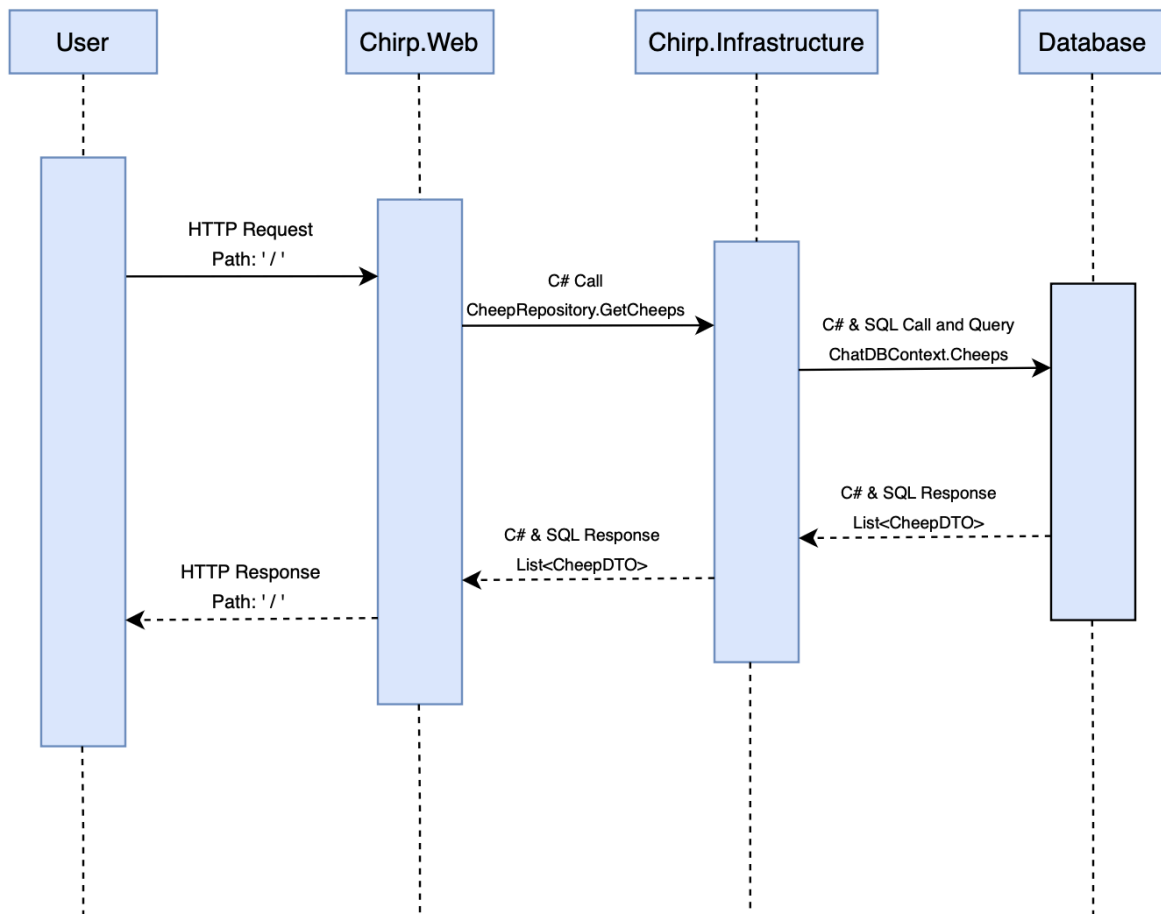 User
Chirp.Web
Chirp.Infrastructure
Database
HTTP Request
Path: ' / '
C# Call
CheepRepository.GetCheeps
C# & SQL Call and Query
ChatDBContext.Cheeps
C# & SQL Response
List<CheepDTO>
C# & SQL Response
List<CheepDTO>
HTTP Response
Path: ' / '